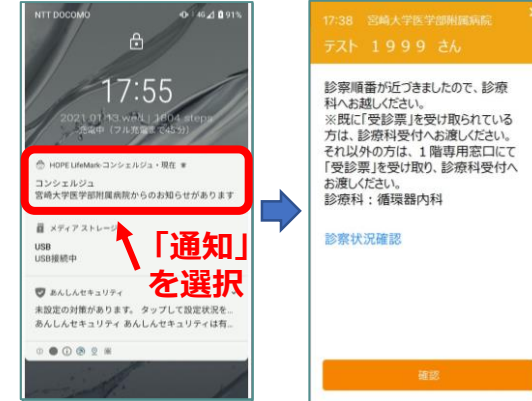 NTT DOCOMO
4G 91%
17:55
2021.01.13.wed. | 1804 steps
充電中（フル充電まで45分）
HOPE LifeMark-コンシェルジュ・現在
コンシェルジュ
宮崎大学医学部附属病院からのお知らせがあります
メディアストレージ
USB
USB接続中
「通知」
を選択
あんしんセキュリティ
未設定の対策があります。 タップして設定状況を…
あんしんセキュリティ あんしんセキュリティは有…
17:38 宮崎大学医学部附属病院
テスト 1999 さん
診察順番が近づきましたので、診療
科へお越しください。
※既に「受診票」を受け取られている
方は、診療科受付へお渡しください。
それ以外の方は、1階専用窓口にて
「受診票」を受け取り、診療科受付へ
お渡しください。
診療科：循環器内科
診察状況確認
確認